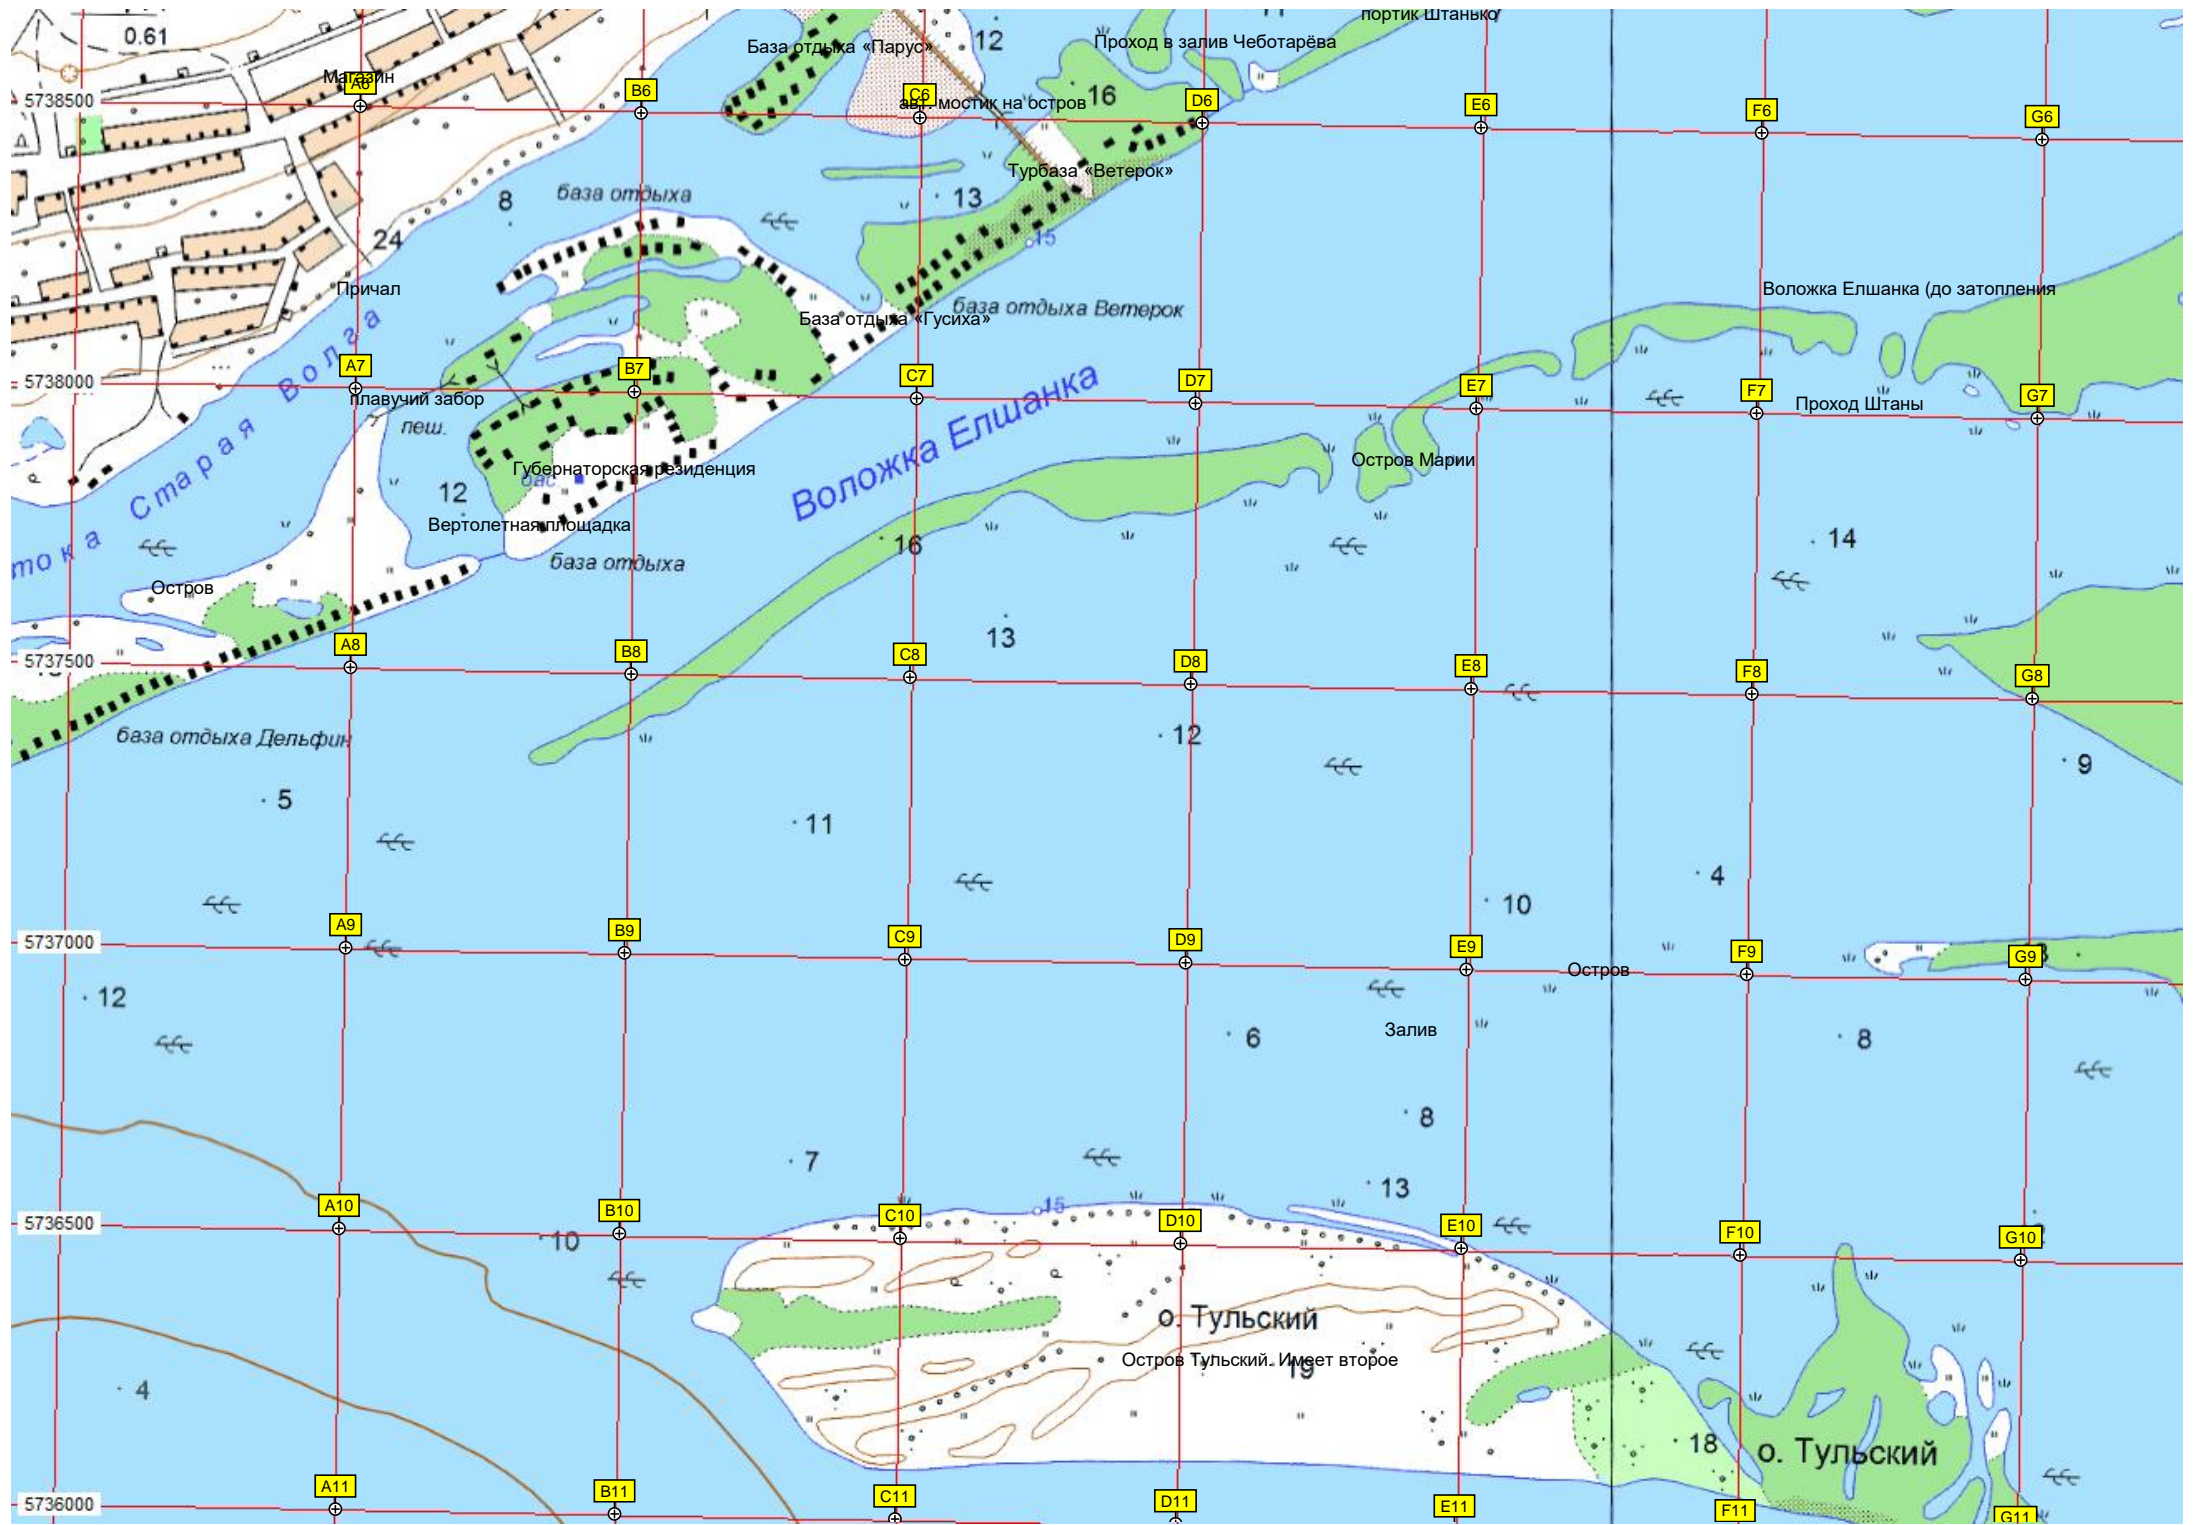 портик Штанько
0.61
База отдыха «Парус»
12
Проход в залив Чеботарёва
Магазин
A6
B6
C6
D6
E6
F6
G6
5738500
авт. мостик на остров
16
Турбаза «Ветерок»
8
база отдыха
13
24
15
Причал
база отдыха Ветерок
База отдыха «Гусиха»
Воложка Елшанка (до затопления
A7
B7
C7
D7
E7
F7
G7
5738000
плавучий забор
пеш.
Проход Штаны
Старая Волга
Воложка Елшанка
Остров Марии
Губернаторская резиденция
бас.
12
Вертолетная площадка
база отдыха
16
14
тока
Остров
13
A8
B8
C8
D8
E8
F8
G8
5737500
база отдыха Дельфин
12
9
5
11
4
10
A9
B9
C9
D9
E9
F9
G9
5737000
Остров
12
Залив
6
8
8
7
13
15
A10
B10
C10
D10
E10
F10
G10
5736500
10
о. Тульский
Остров Тульский. Имеет второе
19
4
18
о. Тульский
A11
B11
C11
D11
E11
F11
G11
5736000